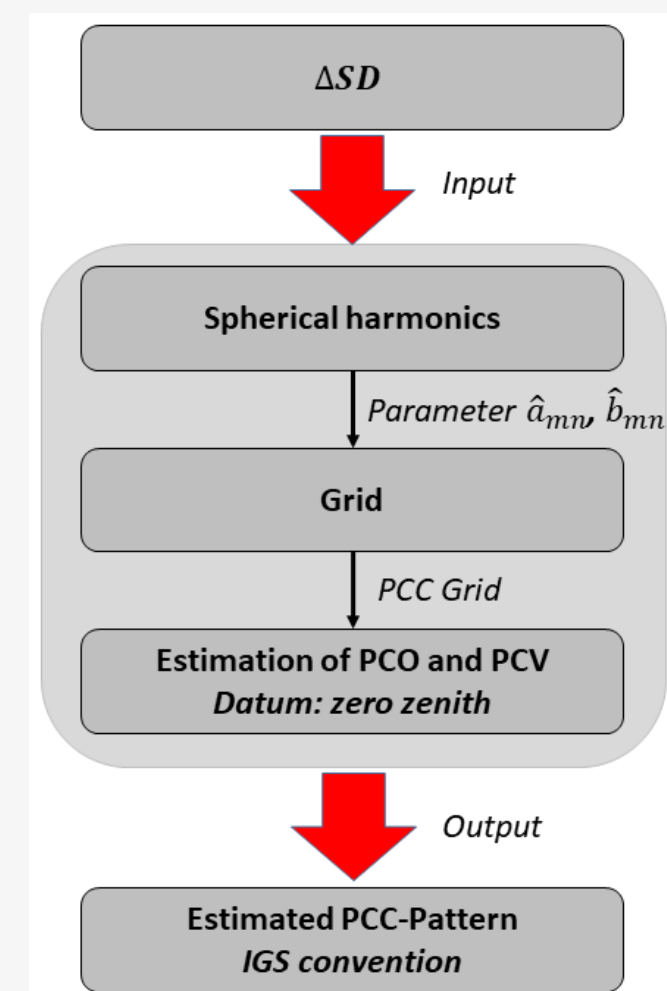 ΔSD
Input
Spherical harmonics
Parameter âₘₙ, b̂ₘₙ
Grid
PCC Grid
Estimation of PCO and PCV
Datum: zero zenith
Output
Estimated PCC-Pattern
IGS convention